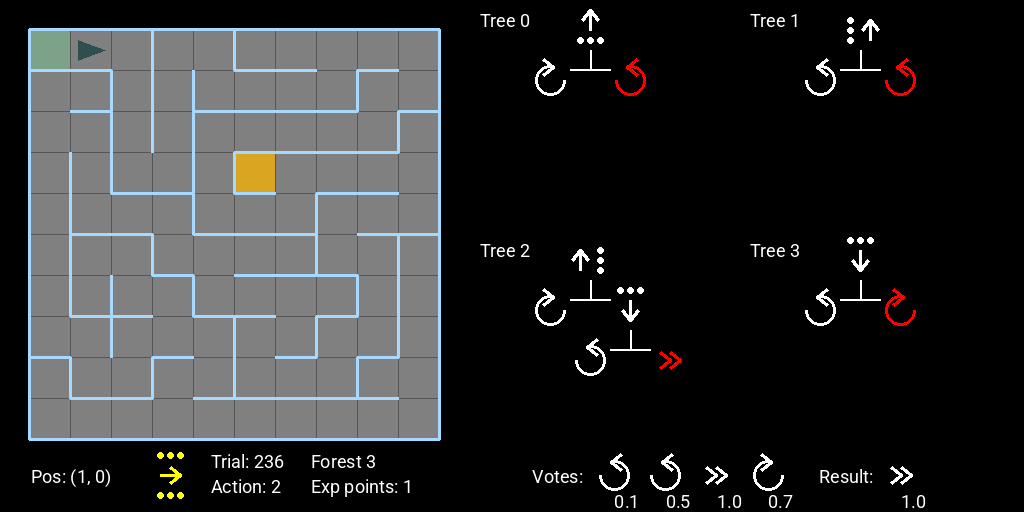 Tree 0
Tree 1
Tree 2
Tree 3
Pos: (1, 0)
Trial: 236
Forest 3
Action: 2
Exp points: 1
Votes:
0.1
0.5
1.0
0.7
Result:
1.0